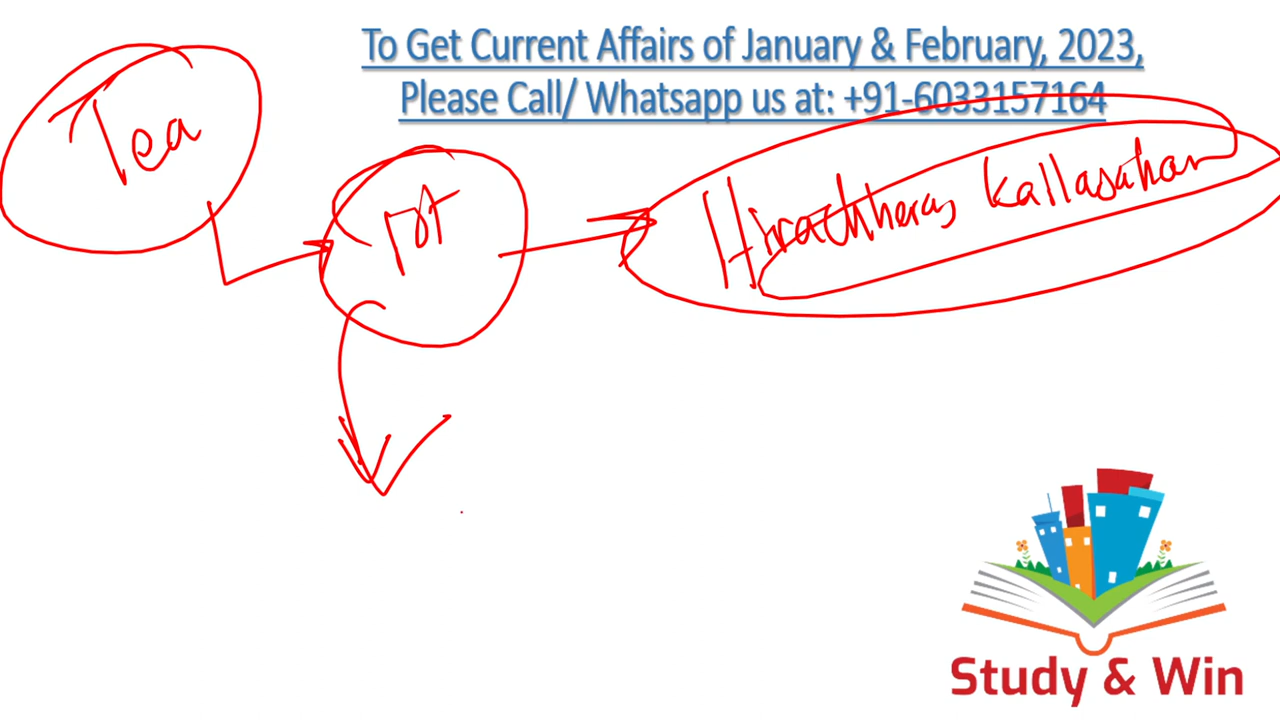 To Get Current Affairs of January & February, 2023,
Please Call/ Whatsapp us at: +91-6033157164
Tea
Study & Win